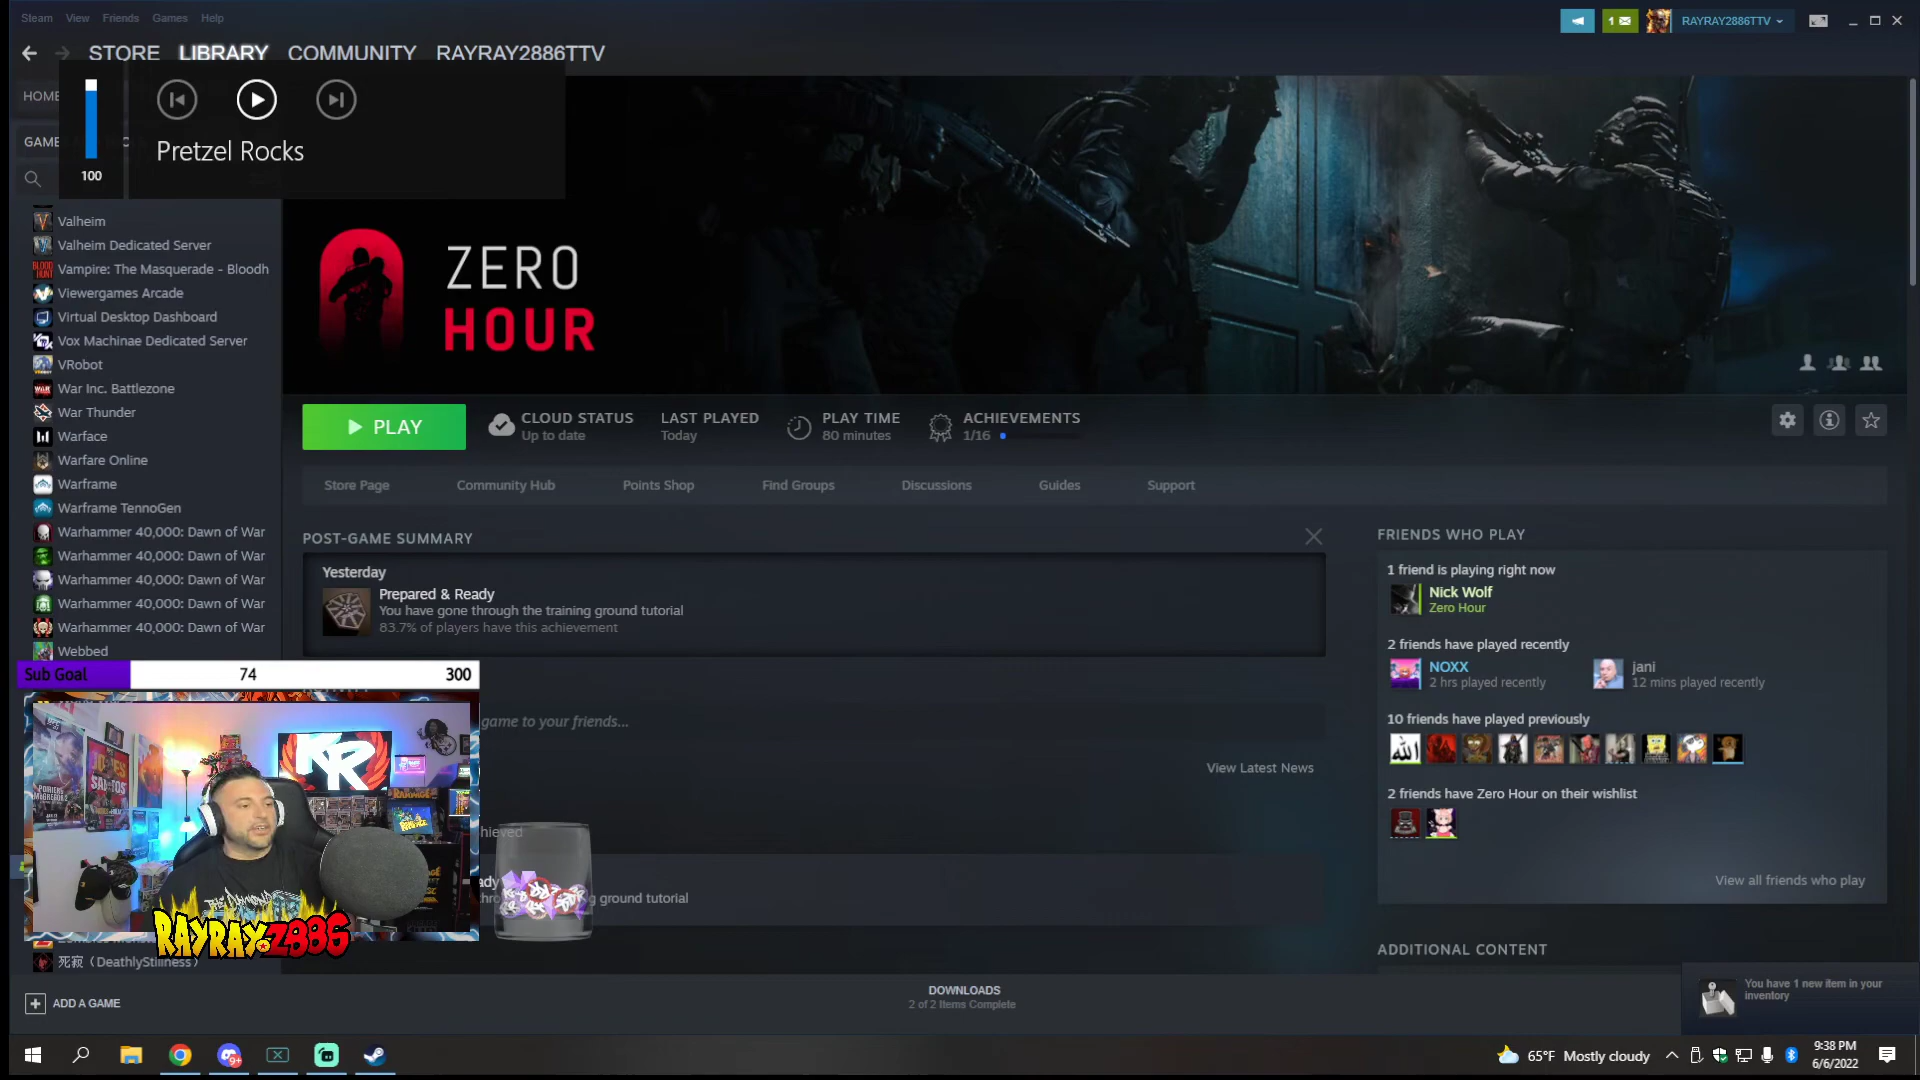 Steam View Friends Games Help
1
RAYRAY2886TTV
STORE LIBRARY COMMUNITY RAYRAY2886TTV
HOME
GAME
Pretzel Rocks
100
Valheim
Valheim Dedicated Server
Vampire: The Masquerade - Bloodh
Viewergames Arcade
Virtual Desktop Dashboard
Vox Machinae Dedicated Server
VRobot
War Inc. Battlezone
War Thunder
Warface
Warfare Online
Warframe
Warframe TennoGen
Warhammer 40,000: Dawn of War
Warhammer 40,000: Dawn of War
Warhammer 40,000: Dawn of War
Warhammer 40,000: Dawn of War
Warhammer 40,000: Dawn of War
Webbed
ZERO
HOUR
PLAY
CLOUD STATUS
Up to date
LAST PLAYED
Today
PLAY TIME
80 minutes
ACHIEVEMENTS
1/16
Store Page Community Hub Points Shop Find Groups Discussions Guides Support
POST-GAME SUMMARY
Yesterday
Prepared & Ready
You have gone through the training ground tutorial
83.7% of players have this achievement
game to your friends...
View Latest News
hieved
ady
thro
g ground tutorial
FRIENDS WHO PLAY
1 friend is playing right now
Nick Wolf
Zero Hour
2 friends have played recently
NOXX
2 hrs played recently
jani
12 mins played recently
10 friends have played previously
الله
2 friends have Zero Hour on their wishlist
View all friends who play
ADDITIONAL CONTENT
Sub Goal 74 300
RR
RAYRAY2886
死寂（DeathlyStillness）
ADD A GAME
DOWNLOADS
2 of 2 Items Complete
You have 1 new item in your
inventory
9+
65°F Mostly cloudy
9:38 PM
6/6/2022